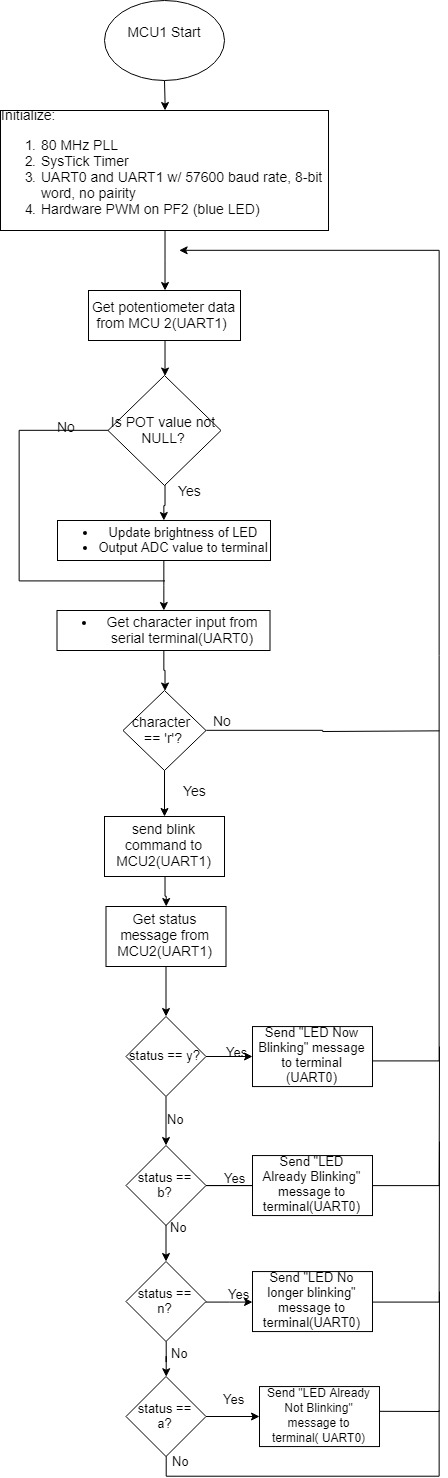 MCU1 Start
Initialize:
1. 80 MHz PLL
2. SysTick Timer
3. UART0 and UART1 w/ 57600 baud rate, 8-bit
word, no pairity
4. Hardware PWM on PF2 (blue LED)
Get potentiometer data
from MCU 2(UART1)
Is POT value not
NULL?
No
Yes
• Update brightness of LED
• Output ADC value to terminal
• Get character input from
serial terminal(UART0)
character
== 'r'?
No
Yes
send blink
command to
MCU2(UART1)
Get status
message from
MCU2(UART1)
status == y?
Yes
Send "LED Now
Blinking" message
to terminal
(UART0)
No
status ==
b?
Yes
Send "LED
Already Blinking"
message to
terminal(UART0)
No
status ==
n?
Yes
Send "LED No
longer blinking"
message to
terminal(UART0)
No
status ==
a?
Yes
Send "LED Already
Not Blinking"
message to
terminal( UART0)
No